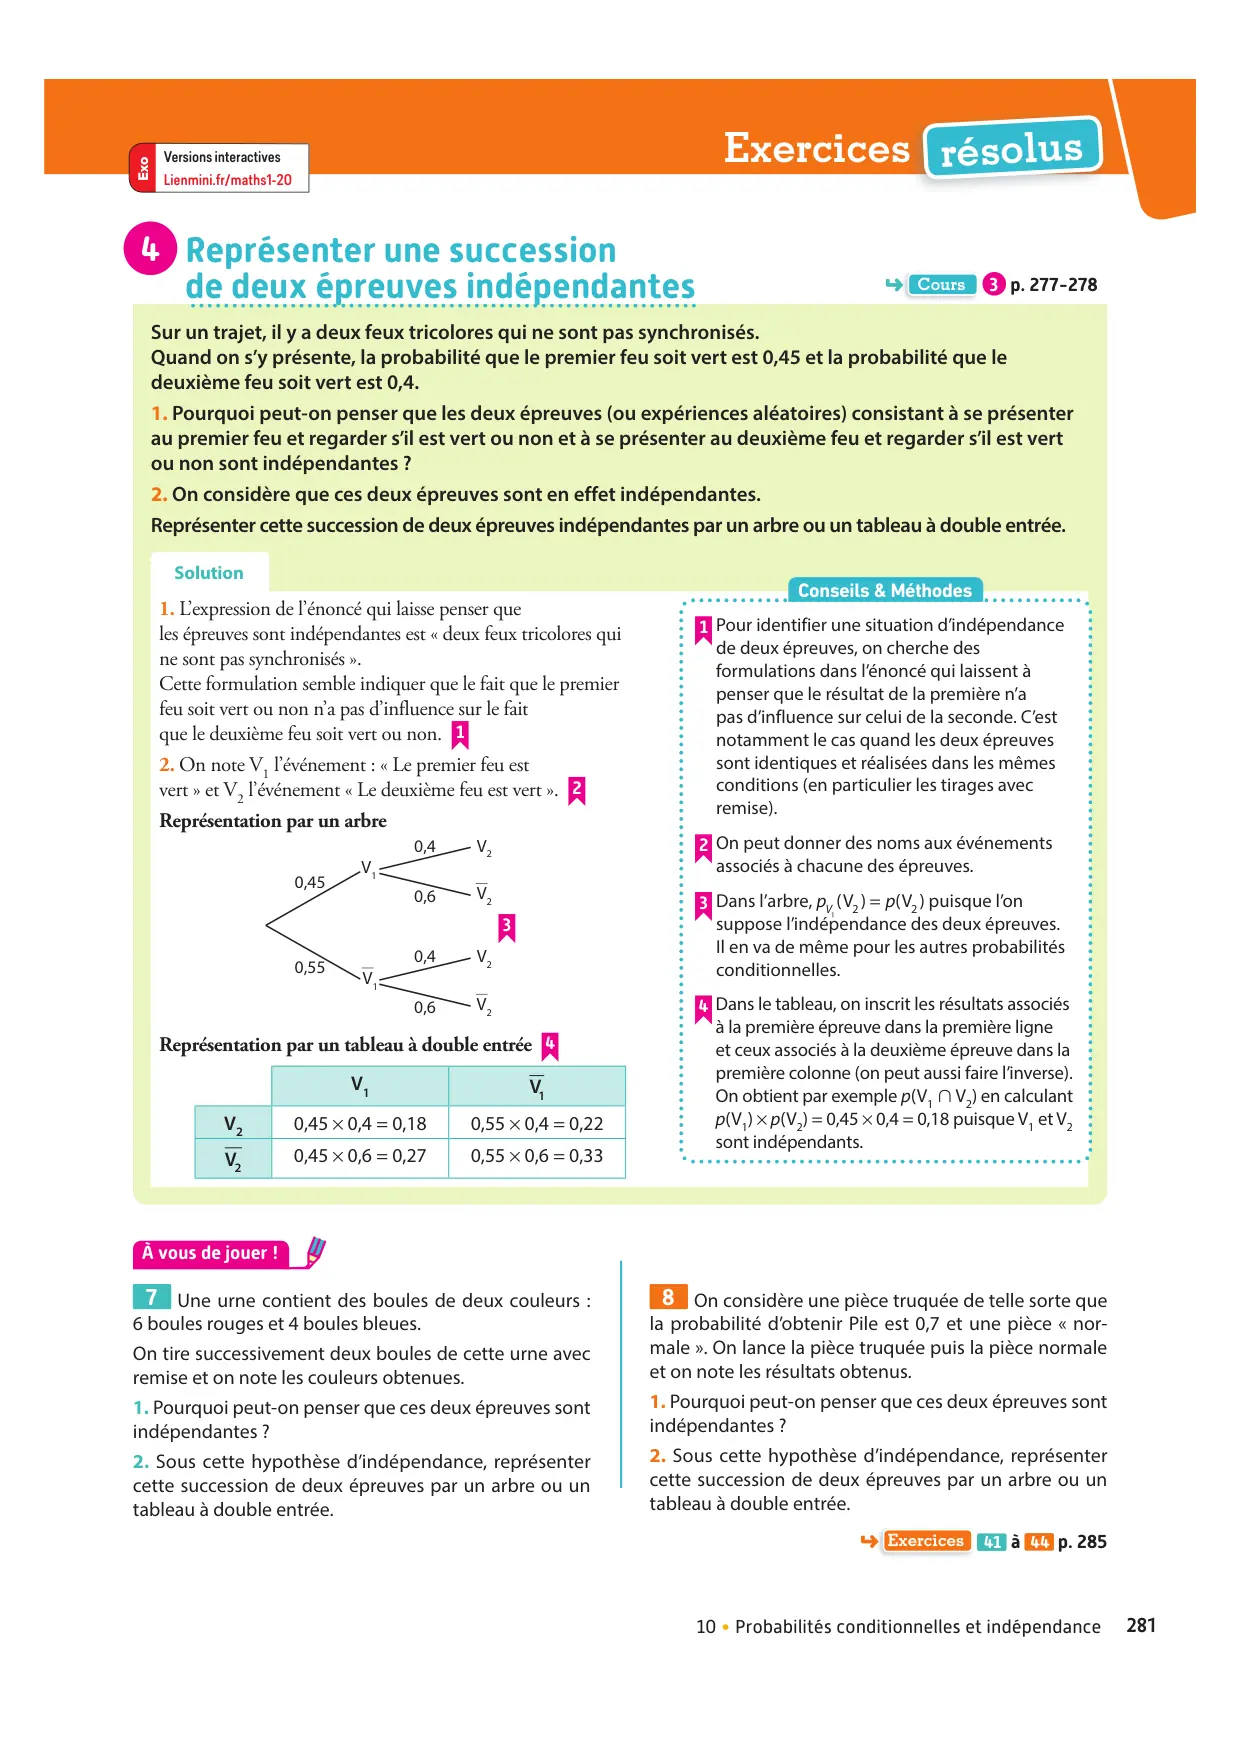 Exercices résolus
Exo
Versions interactives
Lienmini.fr/maths1-20
4 Représenter une succession
de deux épreuves indépendantes
Cours 3 p. 277-278
Sur un trajet, il y a deux feux tricolores qui ne sont pas synchronisés.
Quand on s’y présente, la probabilité que le premier feu soit vert est 0,45 et la probabilité que le
deuxième feu soit vert est 0,4.
1. Pourquoi peut-on penser que les deux épreuves (ou expériences aléatoires) consistant à se présenter
au premier feu et regarder s’il est vert ou non et à se présenter au deuxième feu et regarder s’il est vert
ou non sont indépendantes ?
2. On considère que ces deux épreuves sont en effet indépendantes.
Représenter cette succession de deux épreuves indépendantes par un arbre ou un tableau à double entrée.
Solution
1. L’expression de l’énoncé qui laisse penser que
les épreuves sont indépendantes est « deux feux tricolores qui
ne sont pas synchronisés ».
Cette formulation semble indiquer que le fait que le premier
feu soit vert ou non n’a pas d’influence sur le fait
que le deuxième feu soit vert ou non. 1
2. On note V₁ l’événement : « Le premier feu est
vert » et V₂ l’événement « Le deuxième feu est vert ». 2
Représentation par un arbre
0,4 V₂
V₁
0,45
0,6 V̅₂
3
0,4 V₂
0,55
V̅₁
0,6 V̅₂
Représentation par un tableau à double entrée 4
V₁ V̅₁
V₂ 0,45 × 0,4 = 0,18 0,55 × 0,4 = 0,22
V̅₂ 0,45 × 0,6 = 0,27 0,55 × 0,6 = 0,33
Conseils & Méthodes
1 Pour identifier une situation d’indépendance
de deux épreuves, on cherche des
formulations dans l’énoncé qui laissent à
penser que le résultat de la première n’a
pas d’influence sur celui de la seconde. C’est
notamment le cas quand les deux épreuves
sont identiques et réalisées dans les mêmes
conditions (en particulier les tirages avec
remise).
2 On peut donner des noms aux événements
associés à chacune des épreuves.
3 Dans l’arbre, p_V₁(V₂) = p(V₂) puisque l’on
suppose l’indépendance des deux épreuves.
Il en va de même pour les autres probabilités
conditionnelles.
4 Dans le tableau, on inscrit les résultats associés
à la première épreuve dans la première ligne
et ceux associés à la deuxième épreuve dans la
première colonne (on peut aussi faire l’inverse).
On obtient par exemple p(V₁ ∩ V₂) en calculant
p(V₁) × p(V₂) = 0,45 × 0,4 = 0,18 puisque V₁ et V₂
sont indépendants.
À vous de jouer !
7 Une urne contient des boules de deux couleurs :
6 boules rouges et 4 boules bleues.
On tire successivement deux boules de cette urne avec
remise et on note les couleurs obtenues.
1. Pourquoi peut-on penser que ces deux épreuves sont
indépendantes ?
2. Sous cette hypothèse d’indépendance, représenter
cette succession de deux épreuves par un arbre ou un
tableau à double entrée.
8 On considère une pièce truquée de telle sorte que
la probabilité d’obtenir Pile est 0,7 et une pièce « nor-
male ». On lance la pièce truquée puis la pièce normale
et on note les résultats obtenus.
1. Pourquoi peut-on penser que ces deux épreuves sont
indépendantes ?
2. Sous cette hypothèse d’indépendance, représenter
cette succession de deux épreuves par un arbre ou un
tableau à double entrée.
Exercices 41 à 44 p. 285
10 • Probabilités conditionnelles et indépendance 281